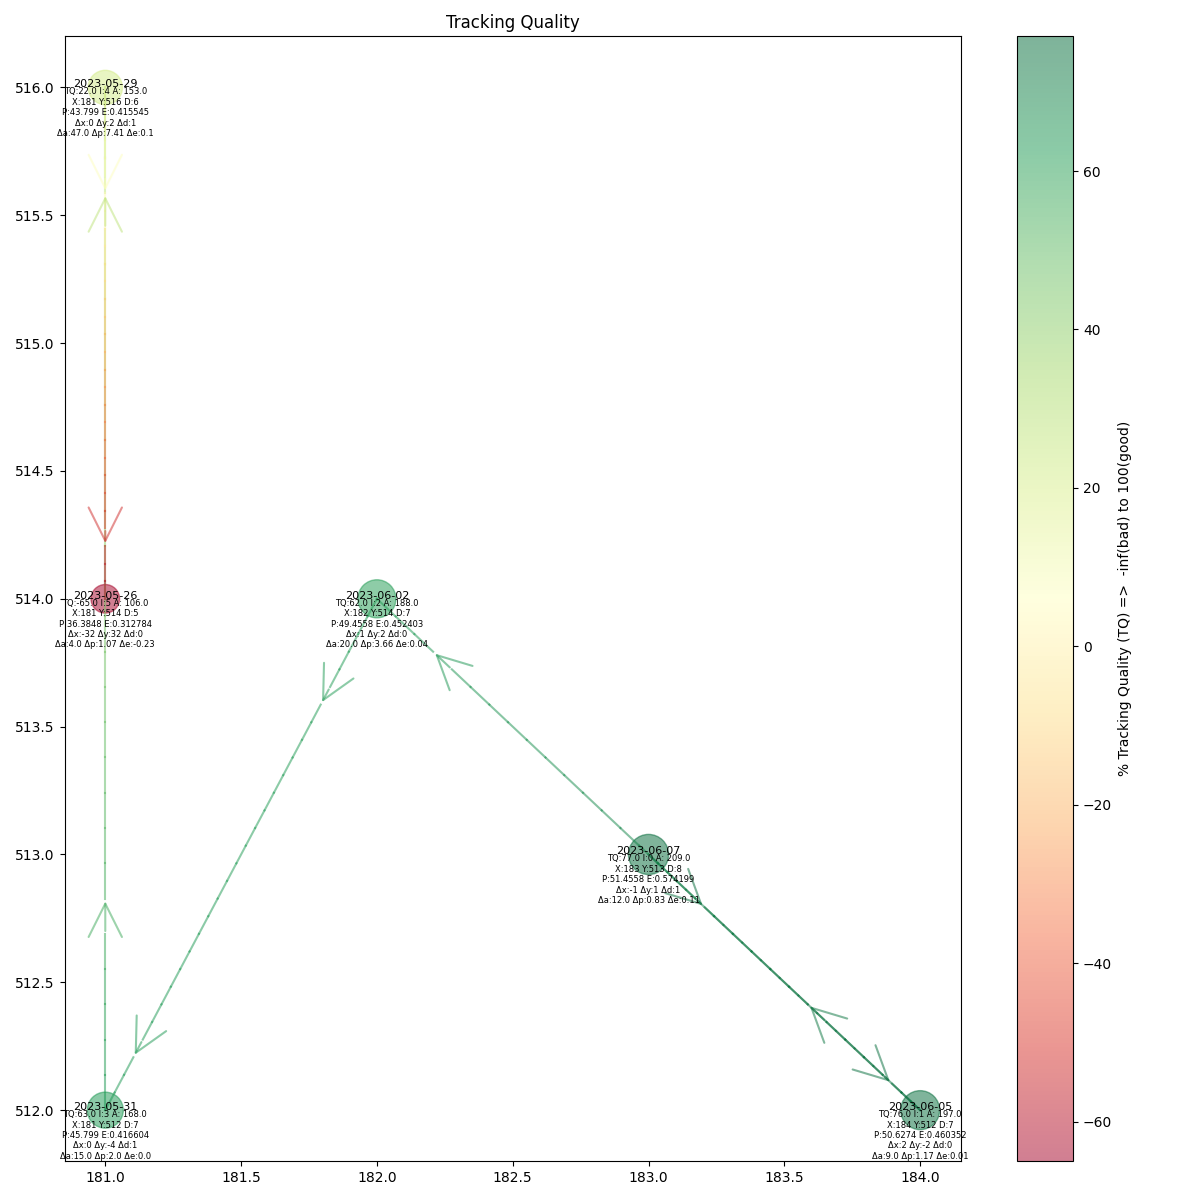 Tracking Quality
516.0
515.5
515.0
514.5
514.0
513.5
513.0
512.5
512.0
2023-05-29
TQ:22.0 I:4 A: 153.0
X:181 Y:516 D:6
P:43.799 E:0.415545
Δx:0 Δy:2 Δd:1
Δa:47.0 Δp:7.41 Δe:0.1
2023-05-26
TQ:-65.0 I:5 A: 106.0
X:181 Y:514 D:5
P:36.3848 E:0.312784
Δx:-32 Δy:32 Δd:0
Δa:4.0 Δp:1.07 Δe:-0.23
2023-06-02
TQ:62.0 I:2 A: 188.0
X:182 Y:514 D:7
P:49.4558 E:0.452403
Δx:1 Δy:2 Δd:0
Δa:20.0 Δp:3.66 Δe:0.04
2023-06-07
TQ:77.0 I:0 A: 209.0
X:183 Y:513 D:8
P:51.4558 E:0.574199
Δx:-1 Δy:1 Δd:1
Δa:12.0 Δp:0.83 Δe:0.11
2023-05-31
TQ:63.0 I:3 A: 168.0
X:181 Y:512 D:7
P:45.799 E:0.416604
Δx:0 Δy:-4 Δd:1
Δa:15.0 Δp:2.0 Δe:0.0
2023-06-05
TQ:76.0 I:1 A: 197.0
X:184 Y:512 D:7
P:50.6274 E:0.460352
Δx:2 Δy:-2 Δd:0
Δa:9.0 Δp:1.17 Δe:0.01
181.0
181.5
182.0
182.5
183.0
183.5
184.0
60
40
20
0
−20
−40
−60
% Tracking Quality (TQ) =>  -inf(bad) to 100(good)